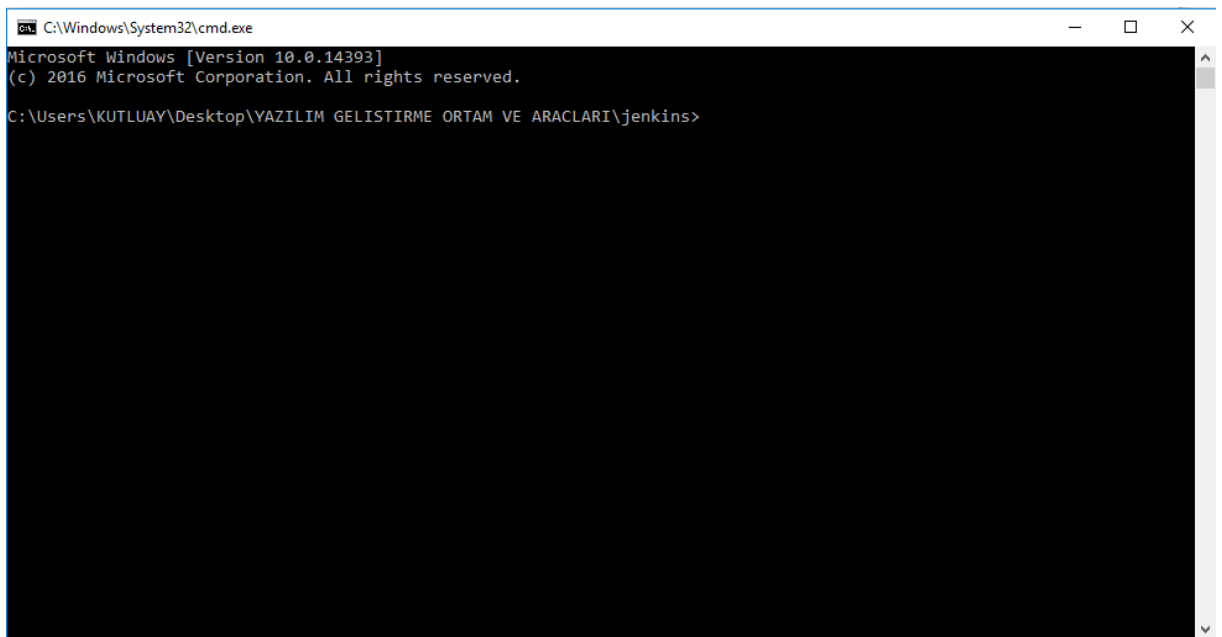 C:\Windows\System32\cmd.exe
Microsoft Windows [Version 10.0.14393]
(c) 2016 Microsoft Corporation. All rights reserved.
C:\Users\KUTLUAY\Desktop\YAZILIM GELISTIRME ORTAM VE ARACLARI\jenkins>